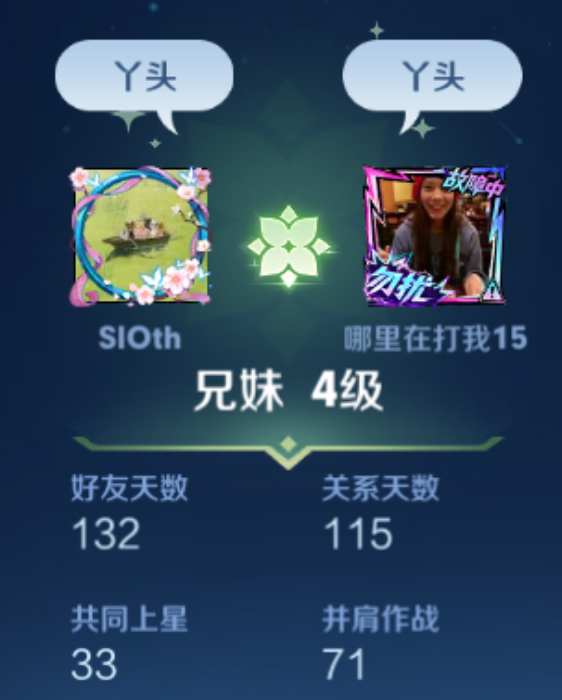 丫头
丫头
故障中
勿扰
SlOth
哪里在打我15
兄妹 4级
好友天数
关系天数
132
115
共同上星
并肩作战
33
71